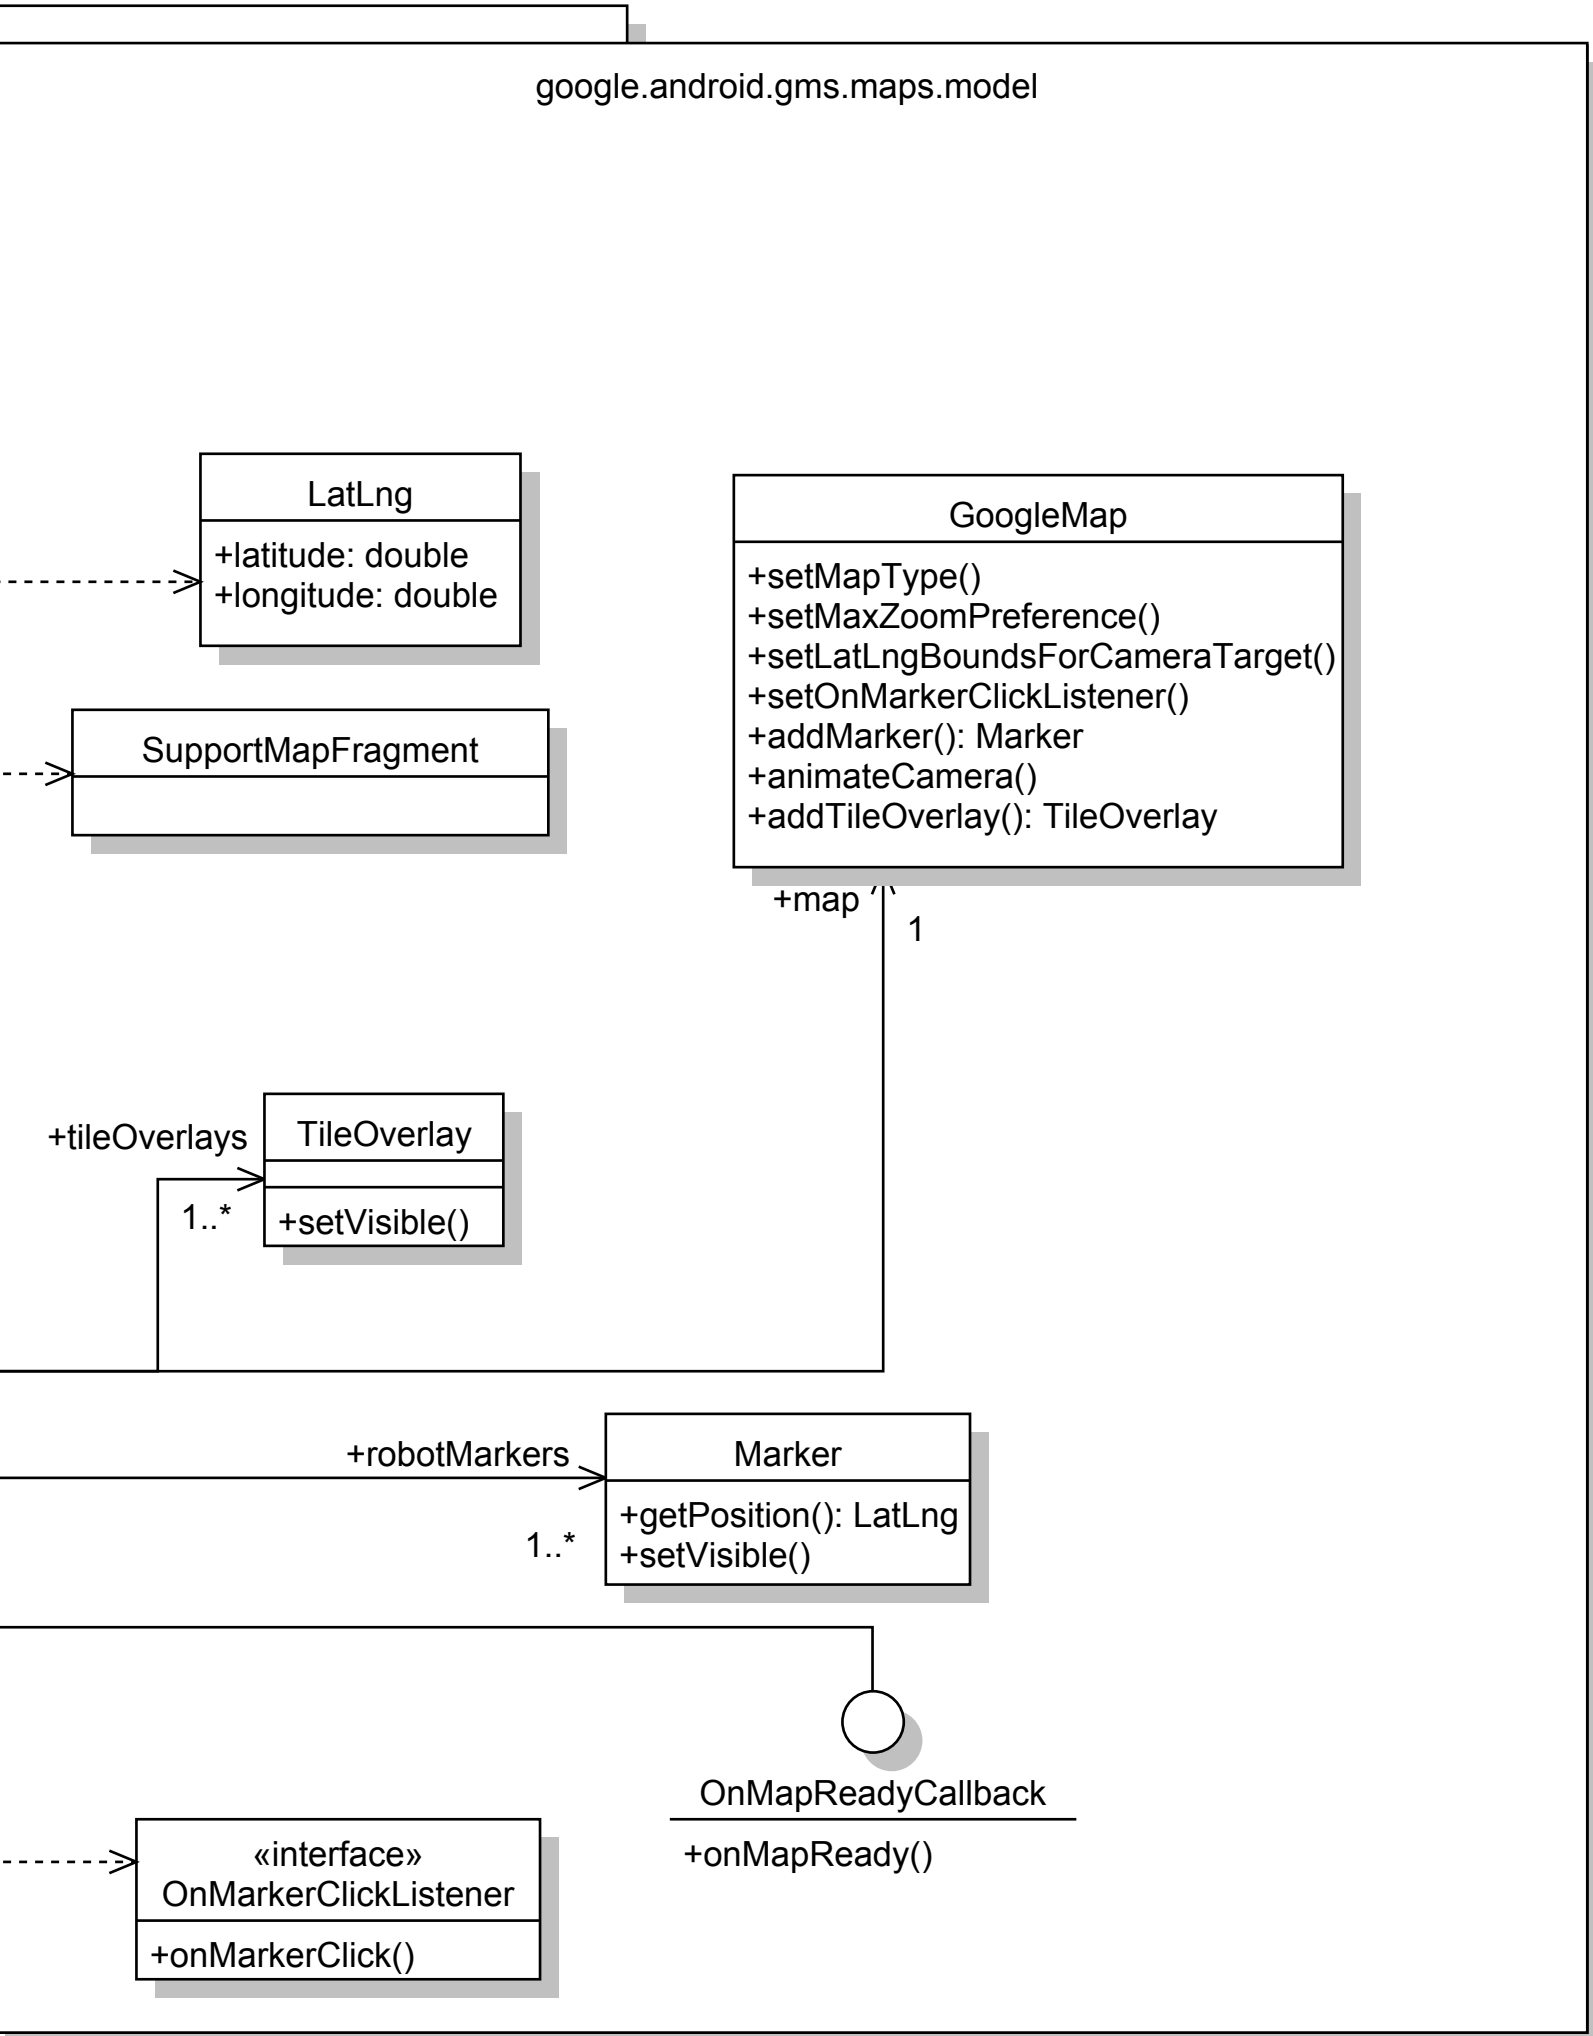 google.android.gms.maps.model
LatLng
+latitude: double
+longitude: double
GoogleMap
+setMapType()
+setMaxZoomPreference()
+setLatLngBoundsForCameraTarget()
+setOnMarkerClickListener()
+addMarker(): Marker
+animateCamera()
+addTileOverlay(): TileOverlay
SupportMapFragment
+map
1
+tileOverlays
1..*
TileOverlay
+setVisible()
+robotMarkers
1..*
Marker
+getPosition(): LatLng
+setVisible()
OnMapReadyCallback
+onMapReady()
«interface»
OnMarkerClickListener
+onMarkerClick()